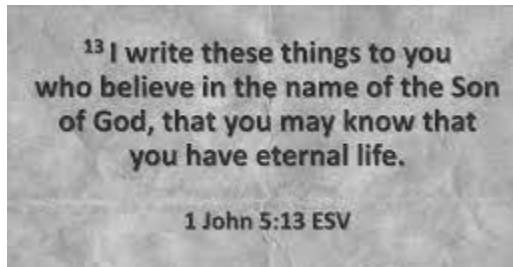 ¹³ I write these things to you
who believe in the name of the Son
of God, that you may know that
you have eternal life.
1 John 5:13 ESV